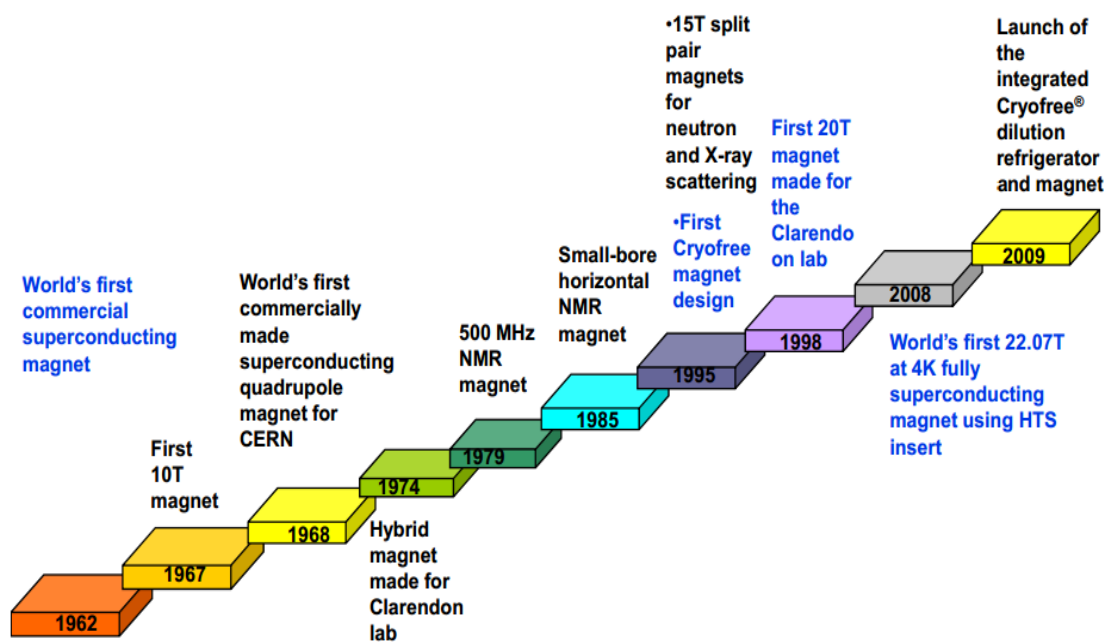 World's first
commercial
superconducting
magnet
1962
First
10T
magnet
1967
World's first
commercially
made
superconducting
quadrupole
magnet for
CERN
1968
Hybrid
magnet
made for
Clarendon
lab
1974
500 MHz
NMR
magnet
1979
Small-bore
horizontal
NMR
magnet
1985
•15T split
pair
magnets
for
neutron
and X-ray
scattering
•First
Cryofree
magnet
design
1995
First 20T
magnet
made for
the
Clarendo
on lab
1998
World's first 22.07T
at 4K fully
superconducting
magnet using HTS
insert
2008
Launch of
the
integrated
Cryofree®
dilution
refrigerator
and magnet
2009